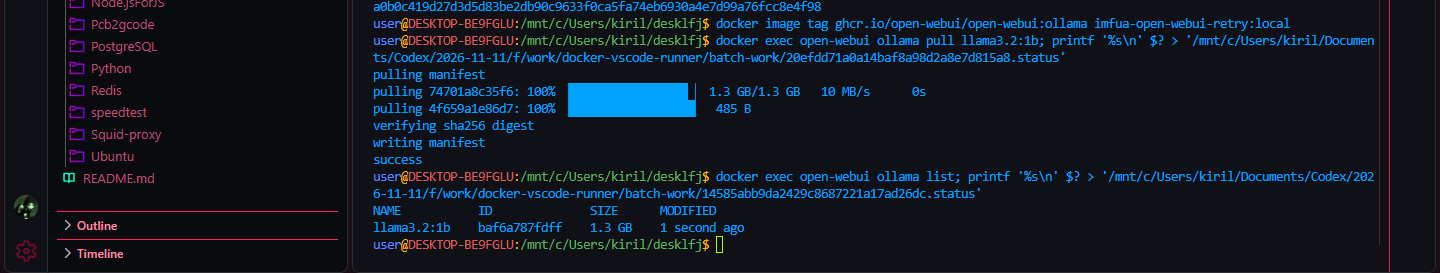 Node.jsForJS
Pcb2gcode
PostgreSQL
Python
Redis
speedtest
Squid-proxy
Ubuntu
README.md
Outline
Timeline
a0b0c419d27d3d5d83be2db90c9633f0ca5fa74eb6930a4e7d99a76fcc8e4f98
user@DESKTOP-BE9FGLU:/mnt/c/Users/kiril/desklfj$ docker image tag ghcr.io/open-webui/open-webui:ollama imfua-webui-retry:local
user@DESKTOP-BE9FGLU:/mnt/c/Users/kiril/desklfj$ docker exec open-webui ollama pull llama3.2:1b; printf '%s\n' $? > '/mnt/c/Users/kiril/Documen
ts/Codex/2026-11-11/f/work/docker-vscode-runner/batch-work/20efdd71a0a14baf8a98d2a8e7d815a8.status'
pulling manifest
pulling 74701a8c35f6: 100% 1.3 GB/1.3 GB 10 MB/s 0s
pulling 4f659a1e86d7: 100% 485 B
verifying sha256 digest
writing manifest
success
user@DESKTOP-BE9FGLU:/mnt/c/Users/kiril/desklfj$ docker exec open-webui ollama list; printf '%s\n' $? > '/mnt/c/Users/kiril/Documents/Codex/202
6-11-11/f/work/docker-vscode-runner/batch-work/14585abb9da2429c8687221a17ad26dc.status'
NAME ID SIZE MODIFIED
llama3.2:1b baf6a787fdff 1.3 GB 1 second ago
user@DESKTOP-BE9FGLU:/mnt/c/Users/kiril/desklfj$